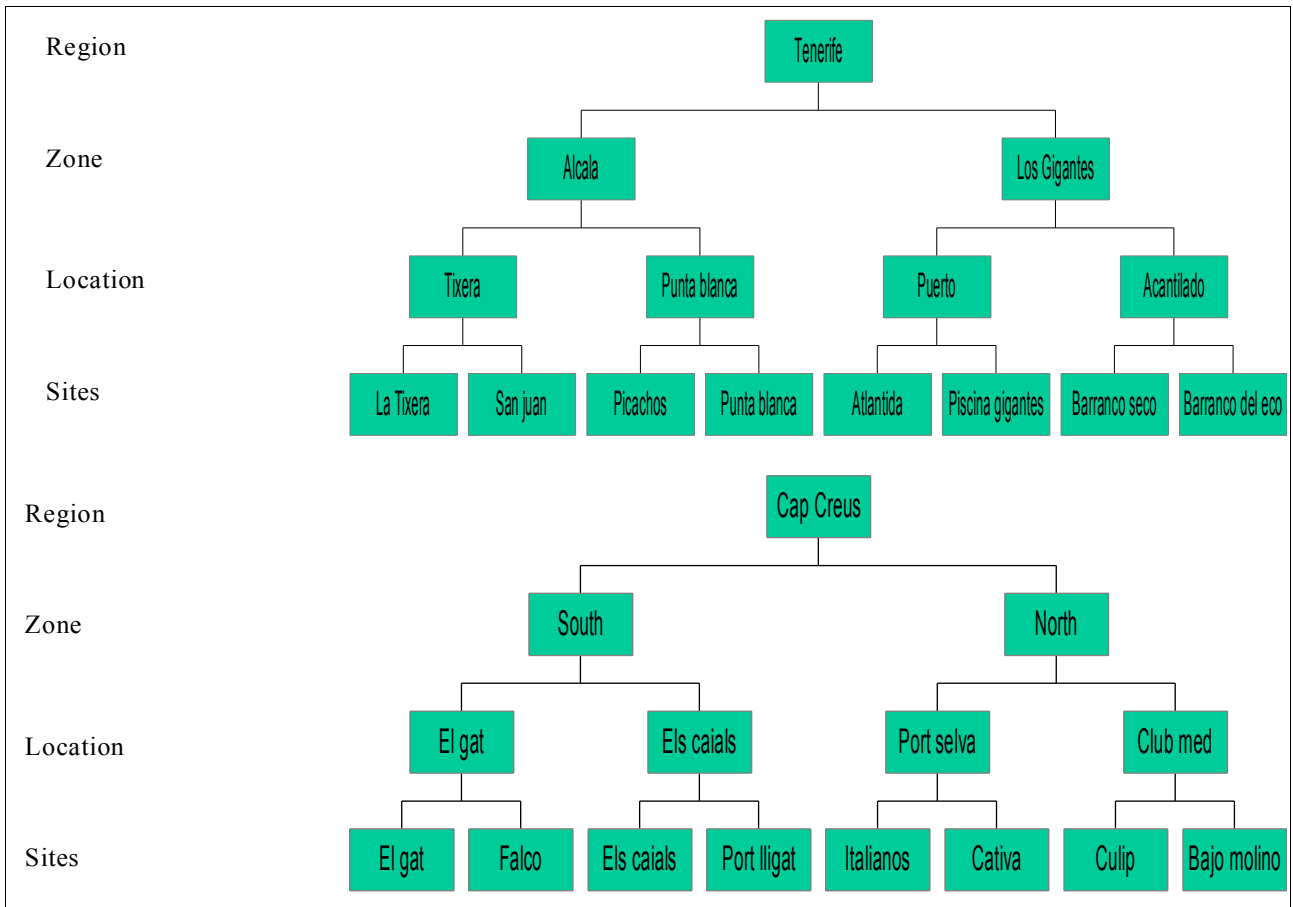 Region
Tenerife
Zone
Alcala
Los Gigantes
Location
Tixera
Punta blanca
Puerto
Acantilado
Sites
La Tixera
San juan
Picachos
Punta blanca
Atlantida
Piscina gigantes
Barranco seco
Barranco del eco
Region
Cap Creus
Zone
South
North
Location
El gat
Els caials
Port selva
Club med
Sites
El gat
Falco
Els caials
Port lligat
Italianos
Cativa
Culip
Bajo molino